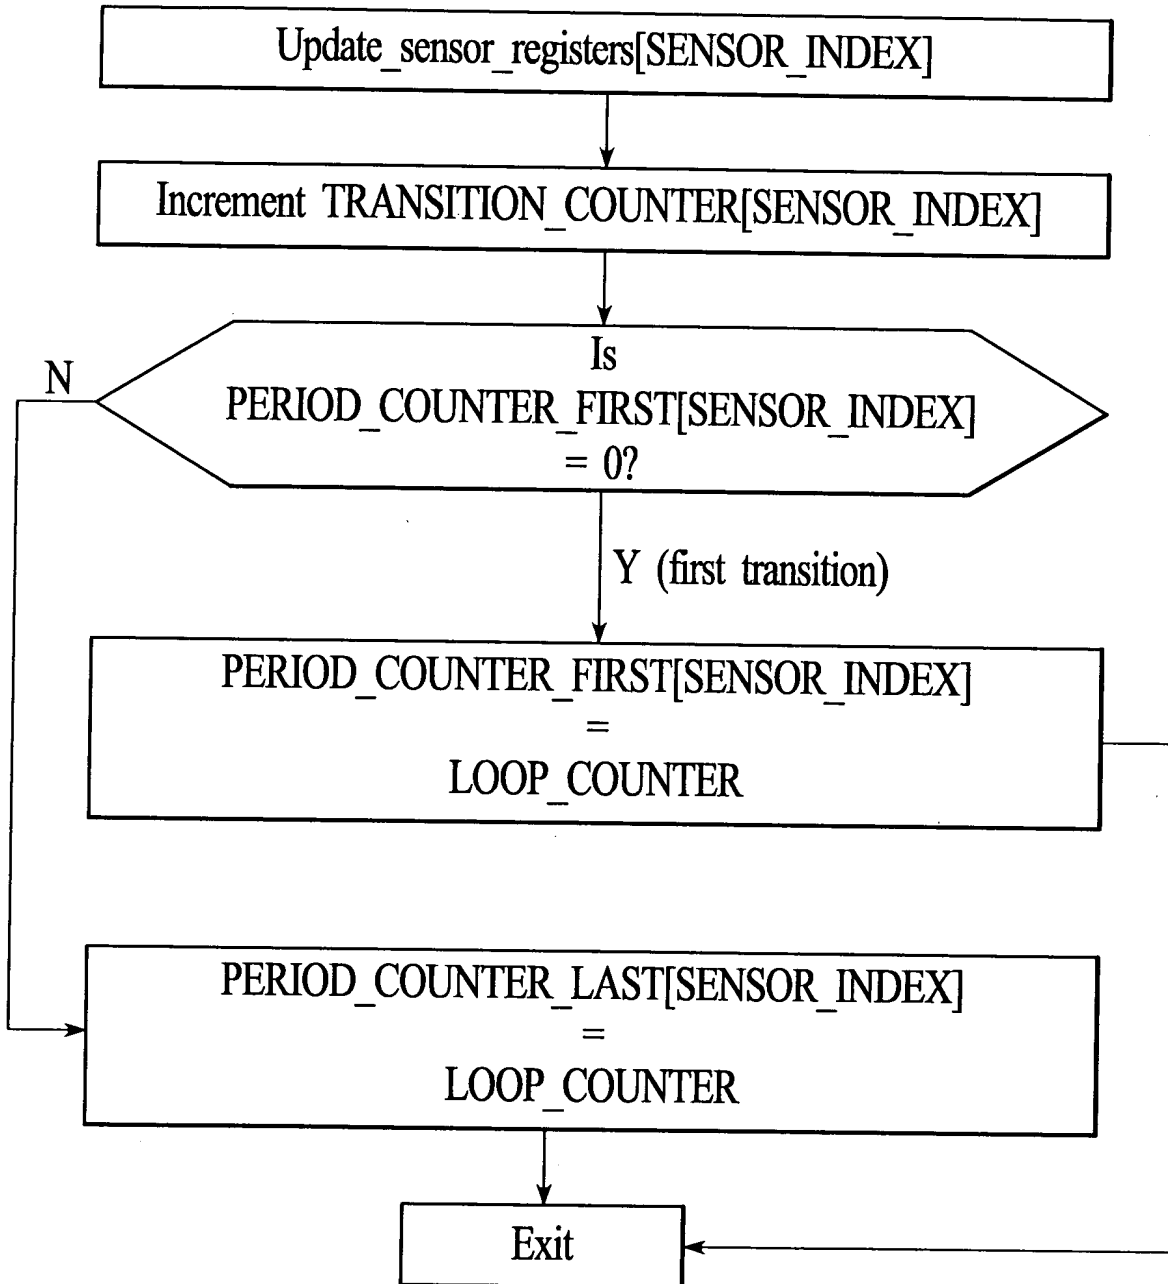 Update_sensor_registers[SENSOR_INDEX]
Increment TRANSITION_COUNTER[SENSOR_INDEX]
Is
N
PERIOD_COUNTER_FIRST[SENSOR_INDEX]
= 0?
Y (first transition)
PERIOD_COUNTER_FIRST[SENSOR_INDEX]
=
LOOP_COUNTER
PERIOD_COUNTER_LAST[SENSOR_INDEX]
=
LOOP_COUNTER
Exit